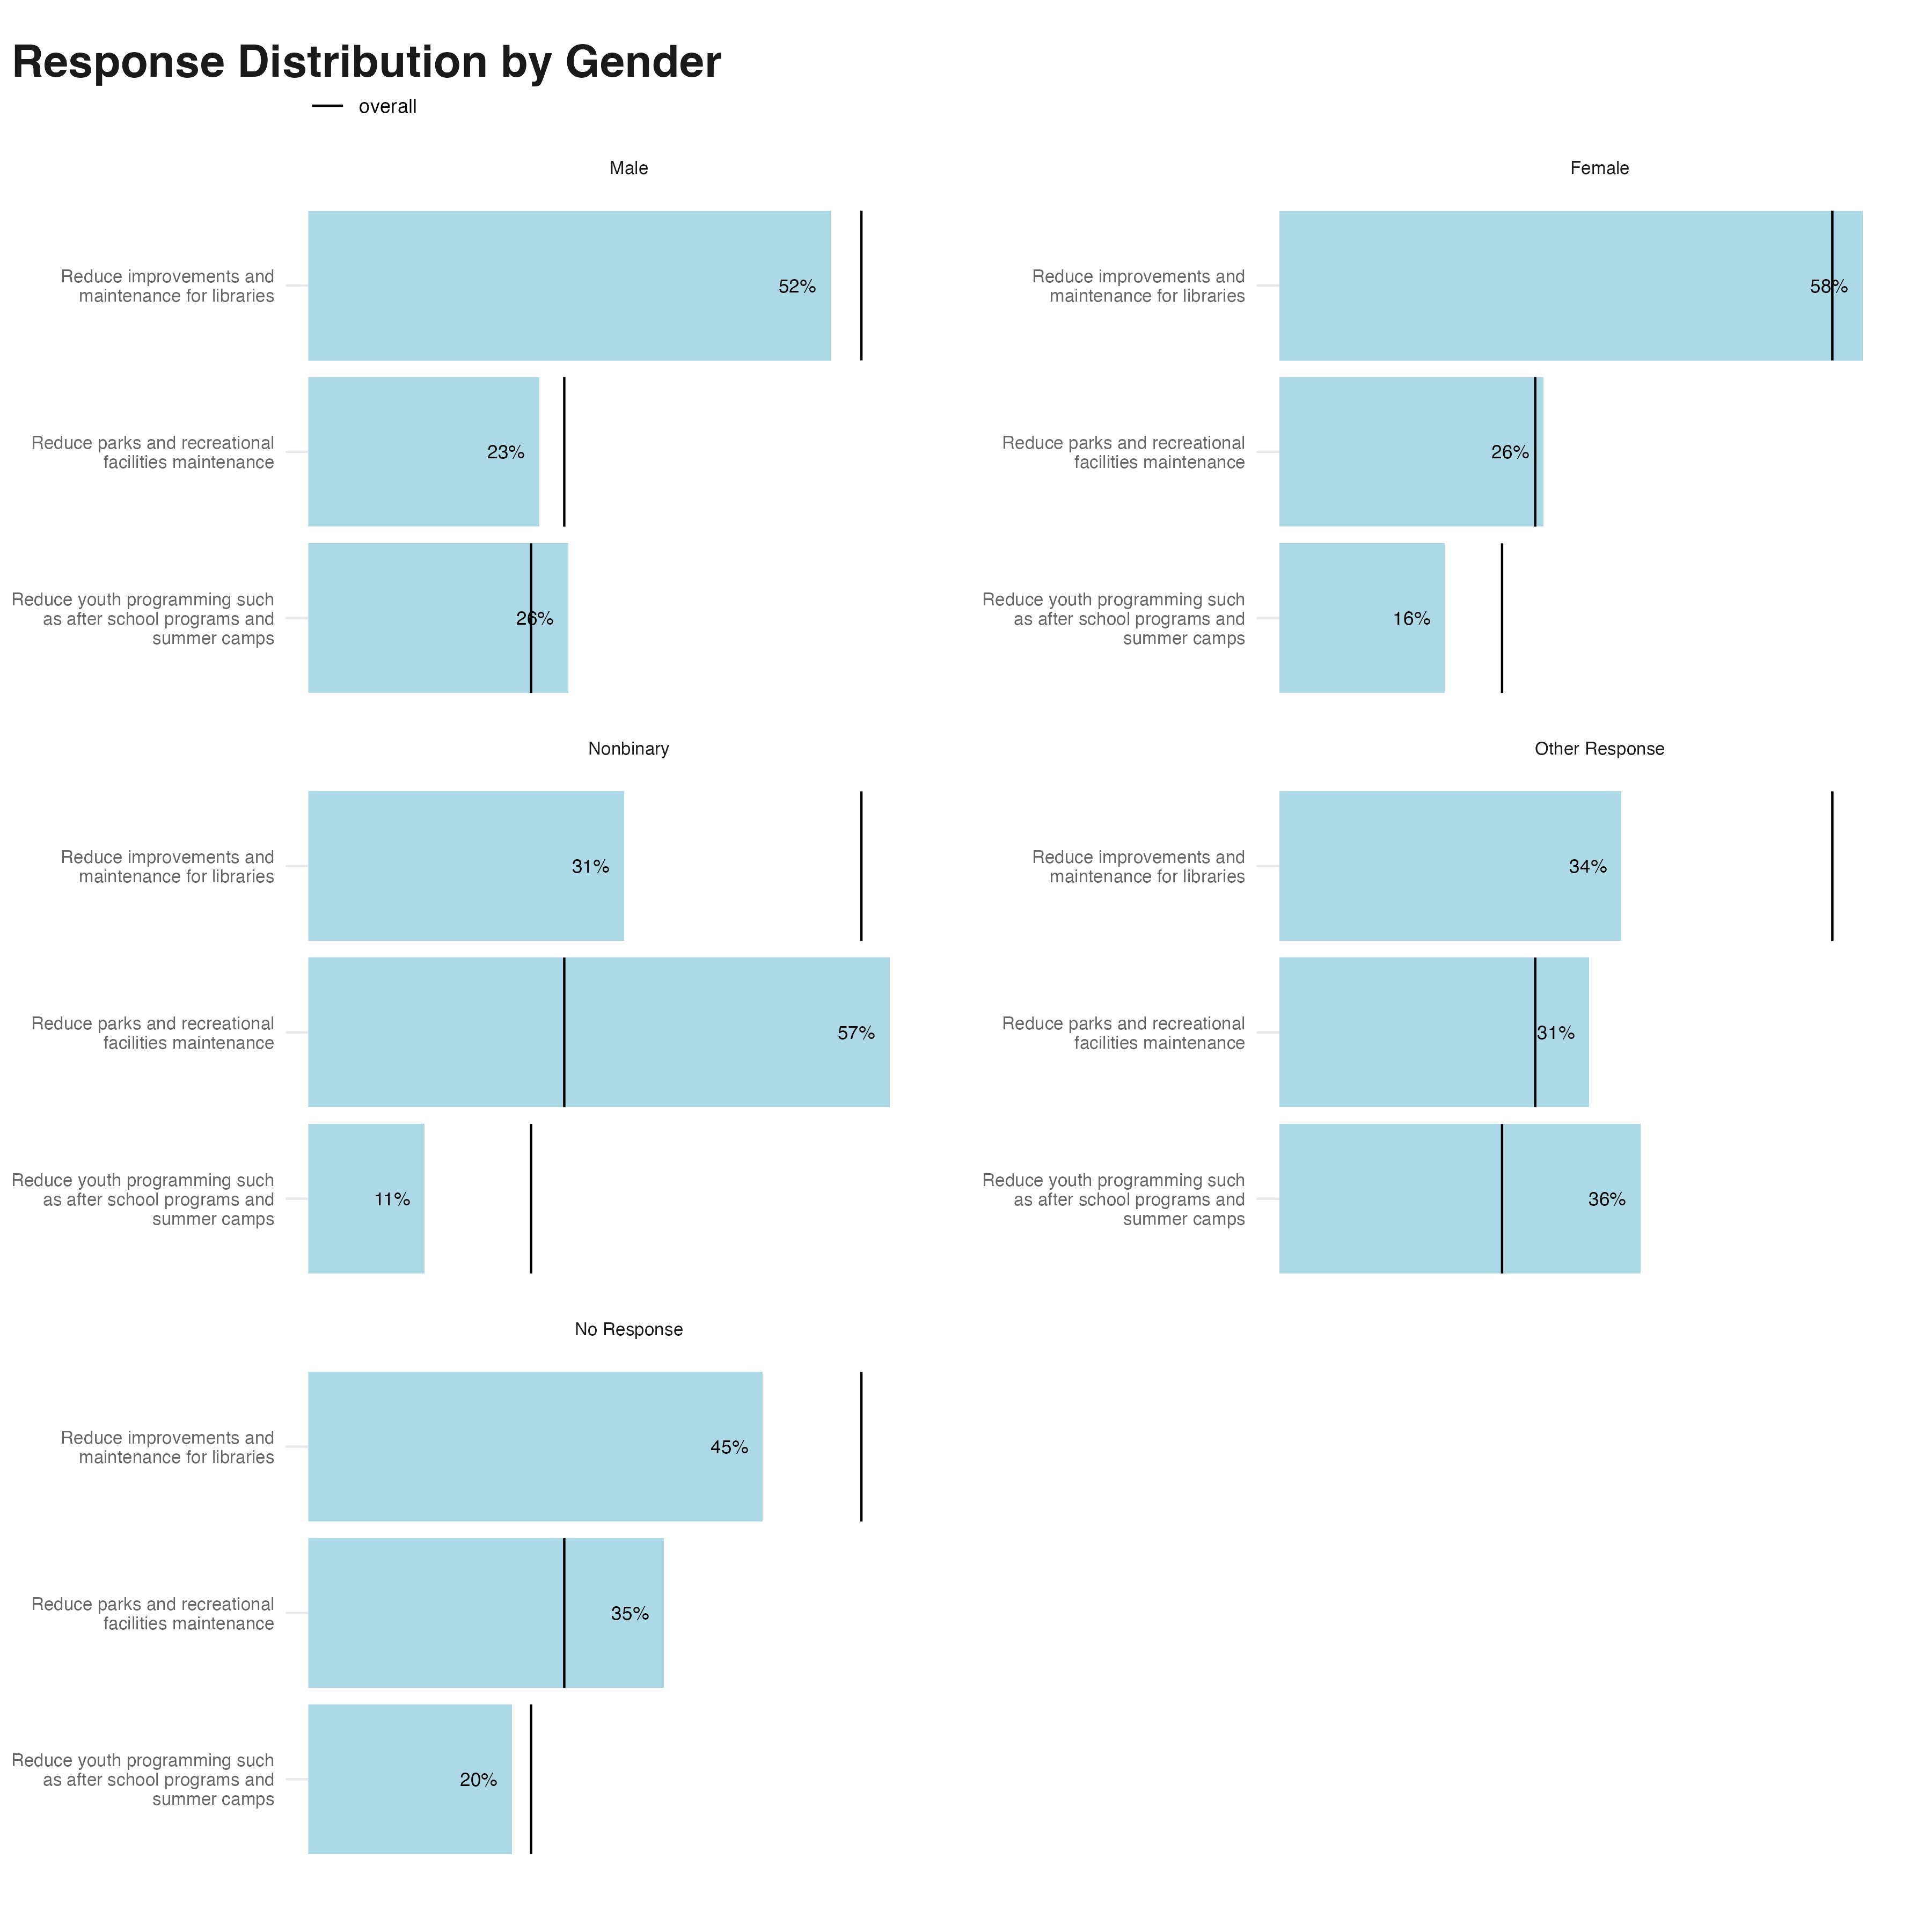 Response Distribution by Gender
overall
Male
Reduce improvements and
maintenance for libraries
52%
Reduce parks and recreational
facilities maintenance
23%
Reduce youth programming such
as after school programs and
summer camps
26%
Female
Reduce improvements and
maintenance for libraries
58%
Reduce parks and recreational
facilities maintenance
26%
Reduce youth programming such
as after school programs and
summer camps
16%
Nonbinary
Reduce improvements and
maintenance for libraries
31%
Reduce parks and recreational
facilities maintenance
57%
Reduce youth programming such
as after school programs and
summer camps
11%
Other Response
Reduce improvements and
maintenance for libraries
34%
Reduce parks and recreational
facilities maintenance
31%
Reduce youth programming such
as after school programs and
summer camps
36%
No Response
Reduce improvements and
maintenance for libraries
45%
Reduce parks and recreational
facilities maintenance
35%
Reduce youth programming such
as after school programs and
summer camps
20%